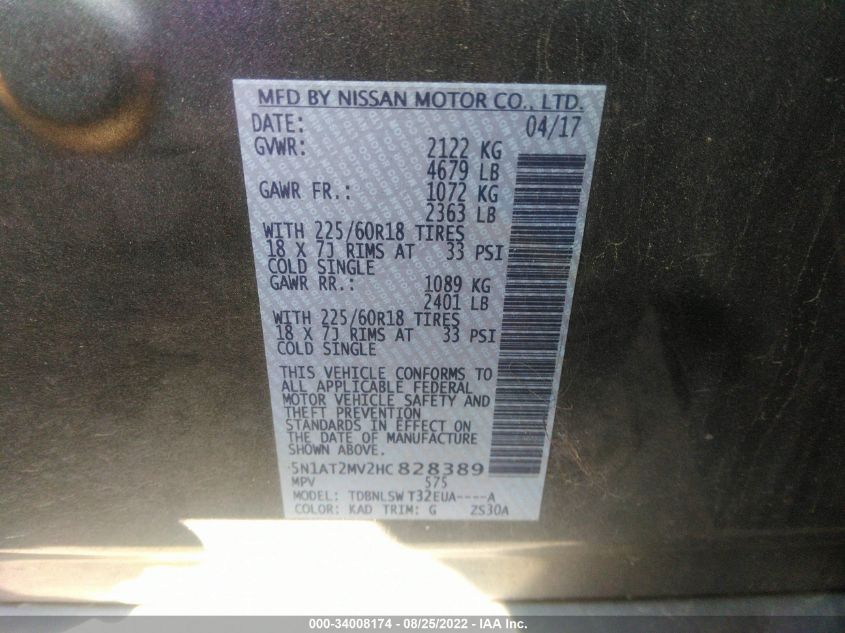 MFD BY NISSAN MOTOR CO., LTD.
DATE: 04/17
GVWR: 2122 KG
4679 LB
GAWR FR.: 1072 KG
2363 LB
WITH 225/60R18 TIRES
18 X 7J RIMS AT 33 PSI
COLD SINGLE
GAWR RR.: 1089 KG
2401 LB
WITH 225/60R18 TIRES
18 X 7J RIMS AT 33 PSI
COLD SINGLE
THIS VEHICLE CONFORMS TO
ALL APPLICABLE FEDERAL
MOTOR VEHICLE SAFETY AND
THEFT PREVENTION
STANDARDS IN EFFECT ON
THE DATE OF MANUFACTURE
SHOWN ABOVE.
5N1AT2MV2HC828389
MPV 575
MODEL: TDBNLSW T32EUA----A
COLOR: KAD TRIM: G ZS30A
000-34008174 - 08/25/2022 - IAA Inc.